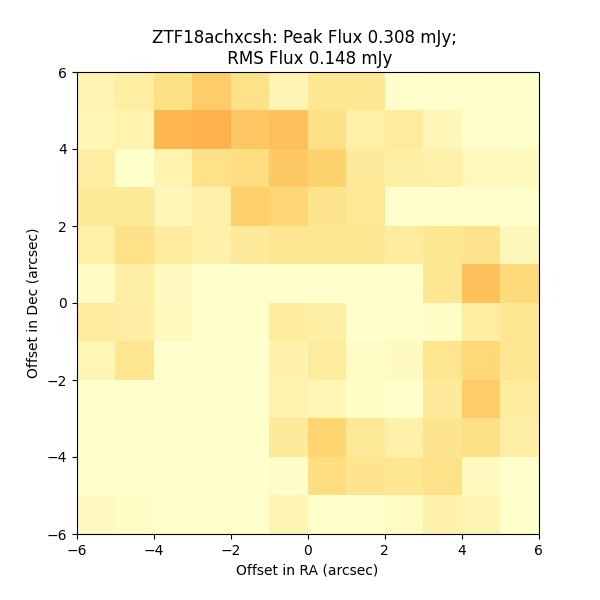 ZTF18achxcsh: Peak Flux 0.308 mJy;
RMS Flux 0.148 mJy
6
4
2
0
−2
−4
−6
Offset in Dec (arcsec)
−6 −4 −2 0 2 4 6
Offset in RA (arcsec)